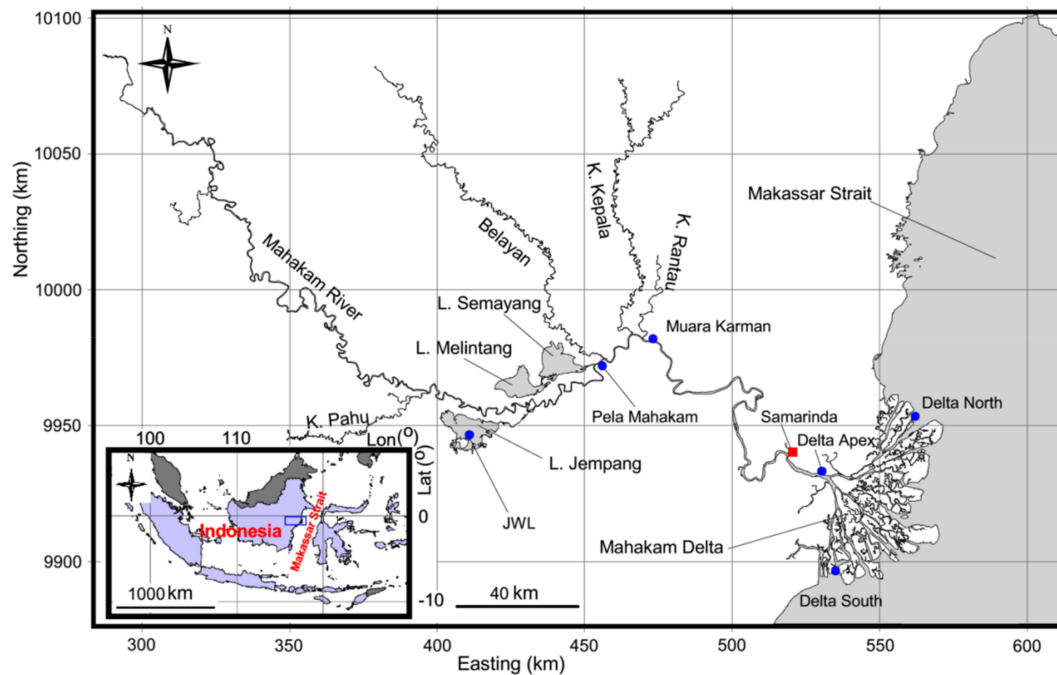 10100
10050
10000
9950
9900
Northing (km)
N
Mahakam River
Belayan
K. Kepala
K. Rantau
Makassar Strait
L. Semayang
Muara Karman
L. Melintang
Pela Mahakam
K. Pahu
L. Jempang
JWL
Samarinda
Delta North
Delta Apex
Mahakam Delta
Delta South
100
110
Lon(o)
Lat (o)
0
-10
Indonesia
Makassar Strait
1000 km
40 km
300
350
400
450
500
550
600
Easting (km)